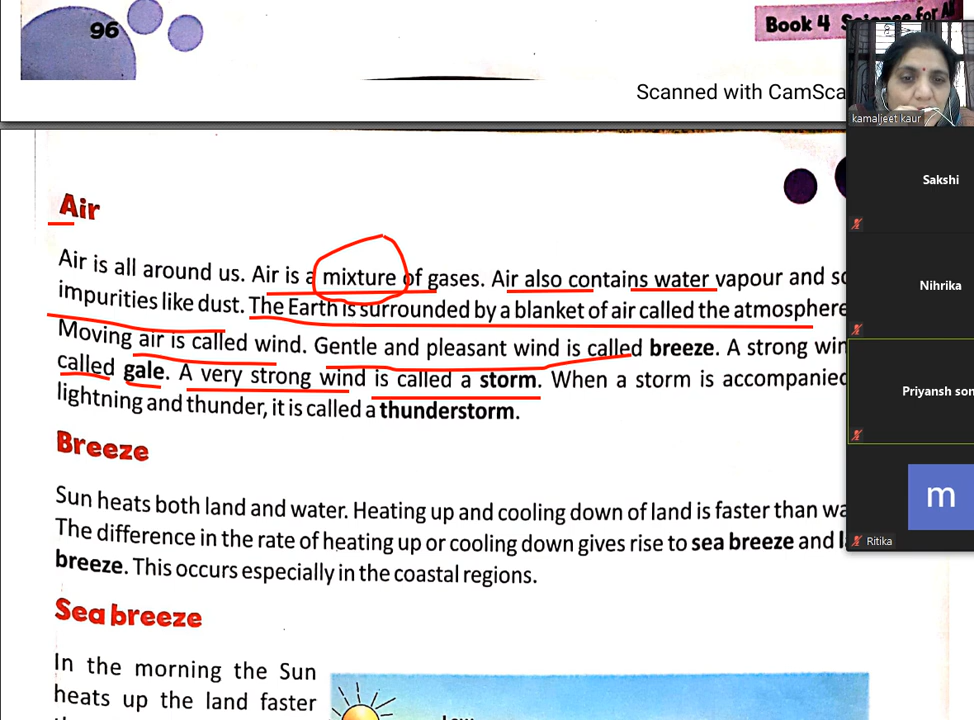 96
Book 4 Science for All
Scanned with CamSca
kamaljeet kaur
Sakshi
Nihrika
Priyansh son
m
Ritika
Air
Air is all around us. Air is a mixture of gases. Air also contains water vapour and so
impurities like dust. The Earth is surrounded by a blanket of air called the atmosphere
Moving air is called wind. Gentle and pleasant wind is called breeze. A strong win
called gale. A very strong wind is called a storm. When a storm is accompanied
lightning and thunder, it is called a thunderstorm.
Breeze
Sun heats both land and water. Heating up and cooling down of land is faster than wa
The difference in the rate of heating up or cooling down gives rise to sea breeze and l
breeze. This occurs especially in the coastal regions.
Sea breeze
In the morning the Sun
heats up the land faster